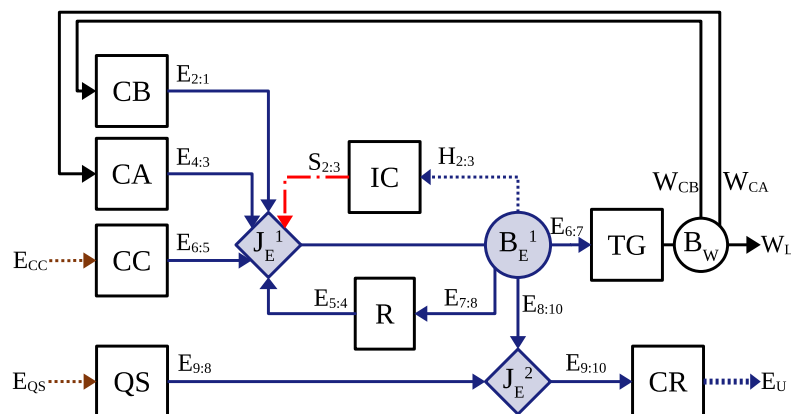 CB
E2:1
CA
E4:3
S2:3
IC
H2:3
WCB
WCA
ECC
CC
E6:5
JE1
BE1
E6:7
TG
BW
WL
E5:4
R
E7:8
E8:10
EQS
QS
E9:8
JE2
E9:10
CR
EU